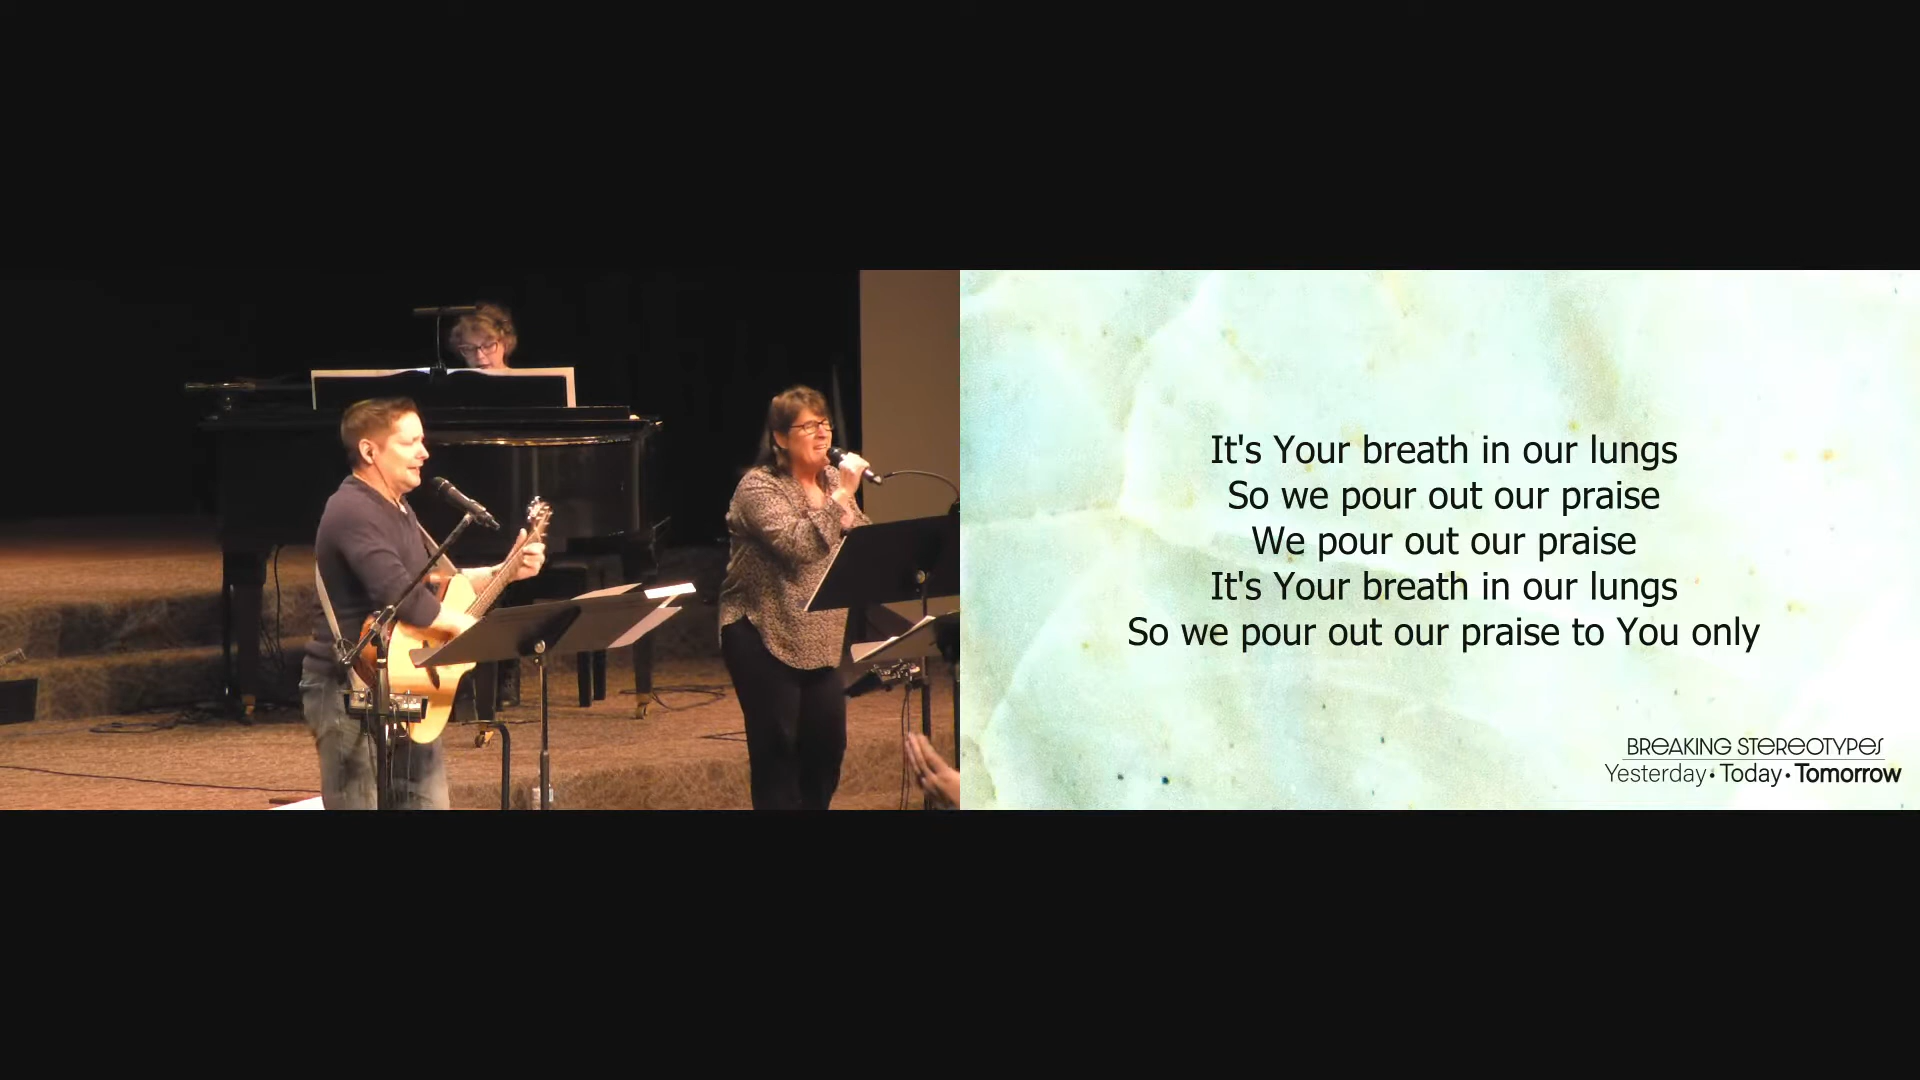 It's Your breath in our lungs
So we pour out our praise
We pour out our praise
It's Your breath in our lungs
So we pour out our praise to You only
BREAKING STEREOTYPES
Yesterday • Today • Tomorrow